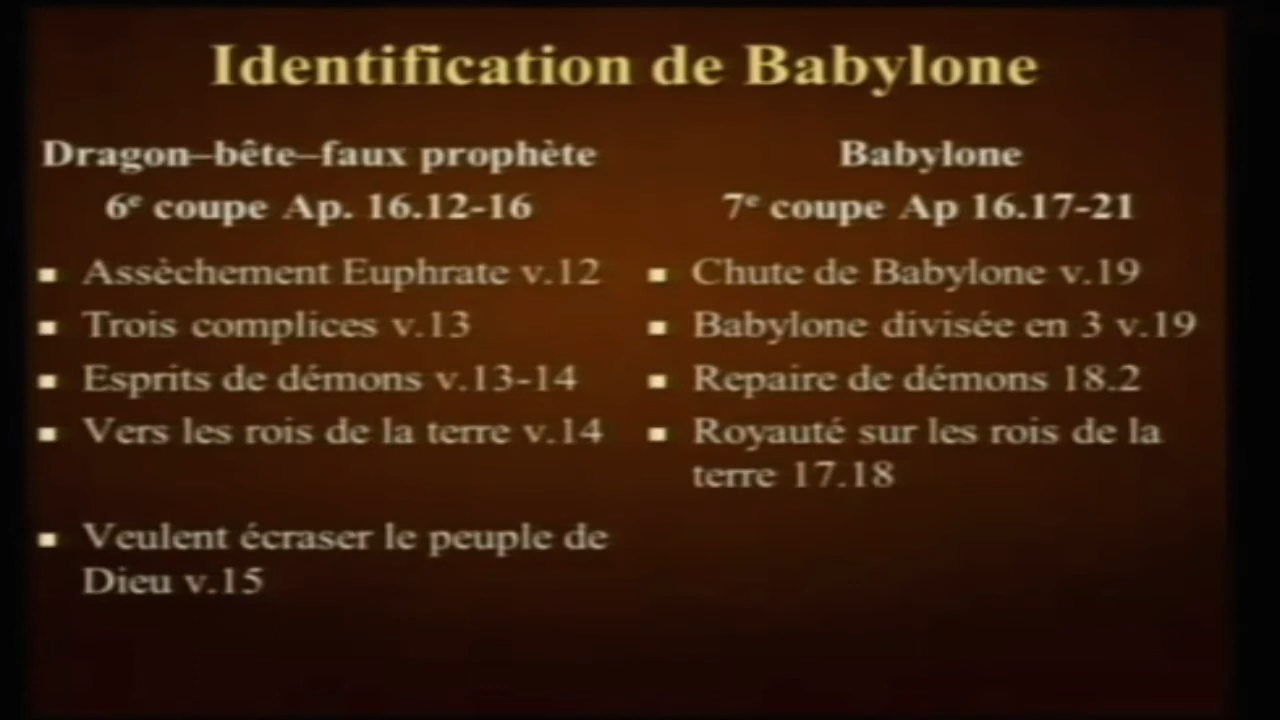 Identification de Babylone
Dragon–bête–faux prophète
6e coupe Ap. 16.12-16
Assèchement Euphrate v.12
Trois complices v.13
Esprits de démons v.13-14
Vers les rois de la terre v.14
Veulent écraser le peuple de
Dieu v.15
Babylone
7e coupe Ap 16.17-21
Chute de Babylone v.19
Babylone divisée en 3 v.19
Repaire de démons 18.2
Royauté sur les rois de la
terre 17.18